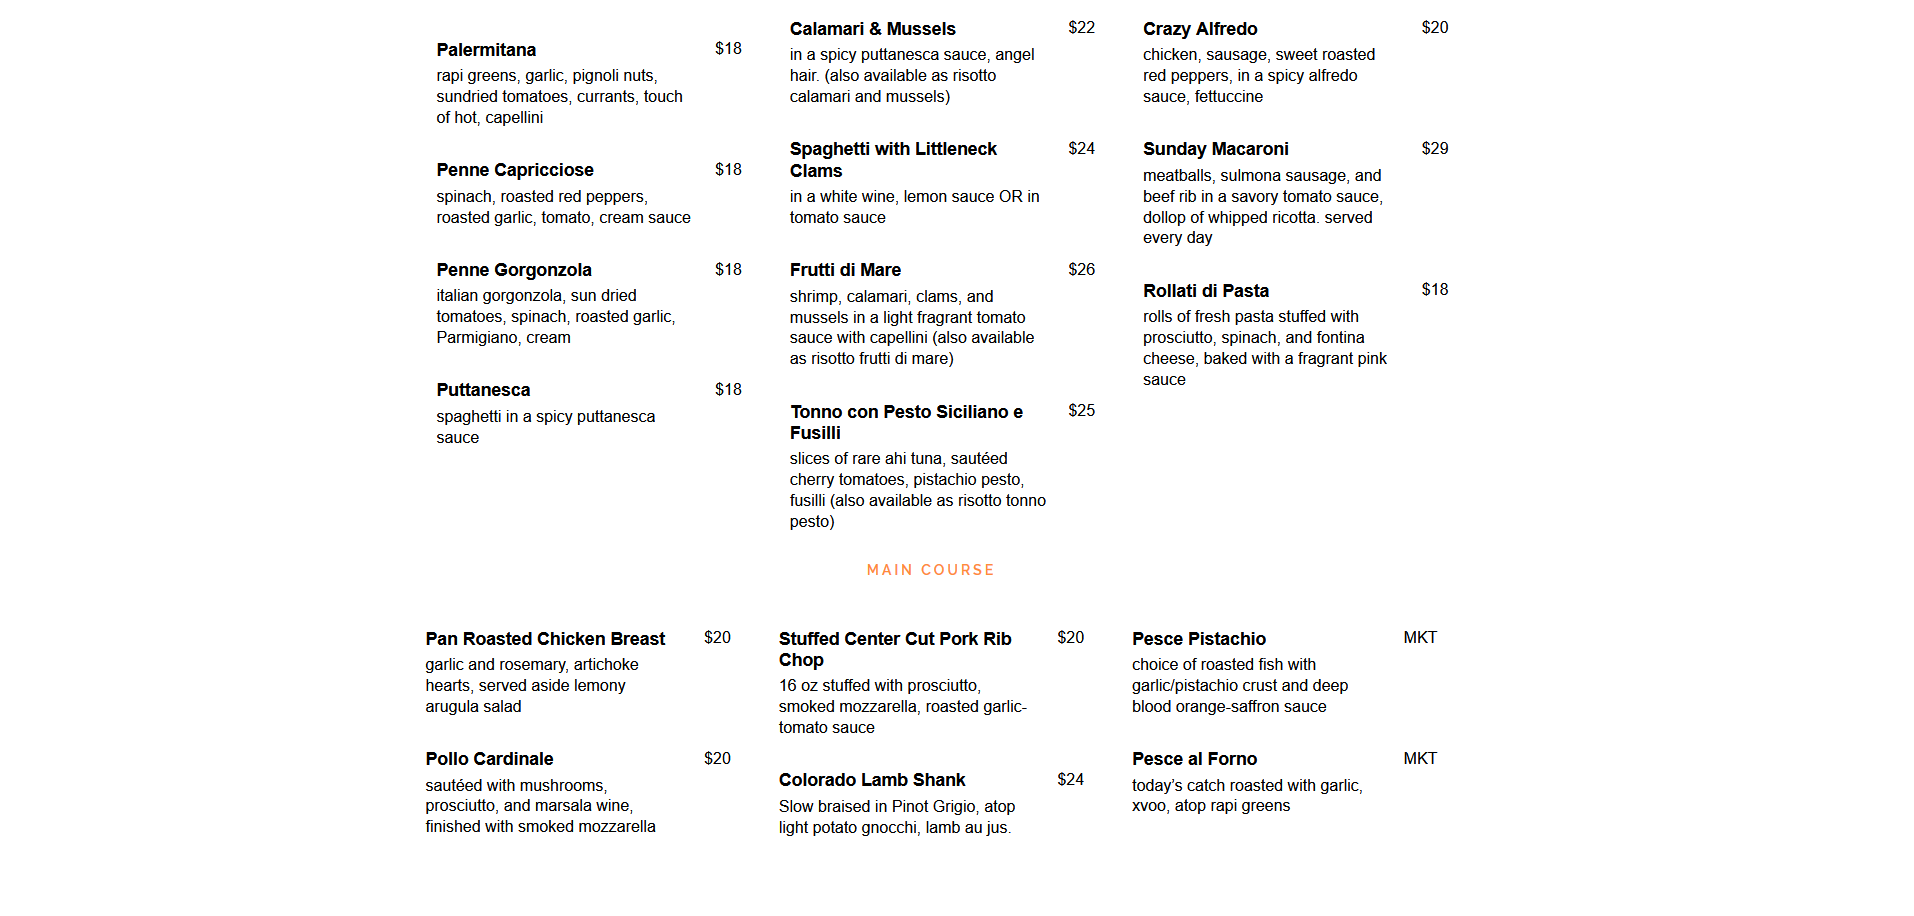 Palermitana $18
rapi greens, garlic, pignoli nuts,
sundried tomatoes, currants, touch
of hot, capellini
Penne Capricciose $18
spinach, roasted red peppers,
roasted garlic, tomato, cream sauce
Penne Gorgonzola $18
italian gorgonzola, sun dried
tomatoes, spinach, roasted garlic,
Parmigiano, cream
Puttanesca $18
spaghetti in a spicy puttanesca
sauce
Calamari & Mussels $22
in a spicy puttanesca sauce, angel
hair. (also available as risotto
calamari and mussels)
Spaghetti with Littleneck $24
Clams
in a white wine, lemon sauce OR in
tomato sauce
Frutti di Mare $26
shrimp, calamari, clams, and
mussels in a light fragrant tomato
sauce with capellini (also available
as risotto frutti di mare)
Tonno con Pesto Siciliano e $25
Fusilli
slices of rare ahi tuna, sautéed
cherry tomatoes, pistachio pesto,
fusilli (also available as risotto tonno
pesto)
Crazy Alfredo $20
chicken, sausage, sweet roasted
red peppers, in a spicy alfredo
sauce, fettuccine
Sunday Macaroni $29
meatballs, sulmona sausage, and
beef rib in a savory tomato sauce,
dollop of whipped ricotta. served
every day
Rollati di Pasta $18
rolls of fresh pasta stuffed with
prosciutto, spinach, and fontina
cheese, baked with a fragrant pink
sauce
MAIN COURSE
Pan Roasted Chicken Breast $20
garlic and rosemary, artichoke
hearts, served aside lemony
arugula salad
Pollo Cardinale $20
sautéed with mushrooms,
prosciutto, and marsala wine,
finished with smoked mozzarella
Stuffed Center Cut Pork Rib $20
Chop
16 oz stuffed with prosciutto,
smoked mozzarella, roasted garlic-
tomato sauce
Colorado Lamb Shank $24
Slow braised in Pinot Grigio, atop
light potato gnocchi, lamb au jus.
Pesce Pistachio MKT
choice of roasted fish with
garlic/pistachio crust and deep
blood orange-saffron sauce
Pesce al Forno MKT
today’s catch roasted with garlic,
xvoo, atop rapi greens